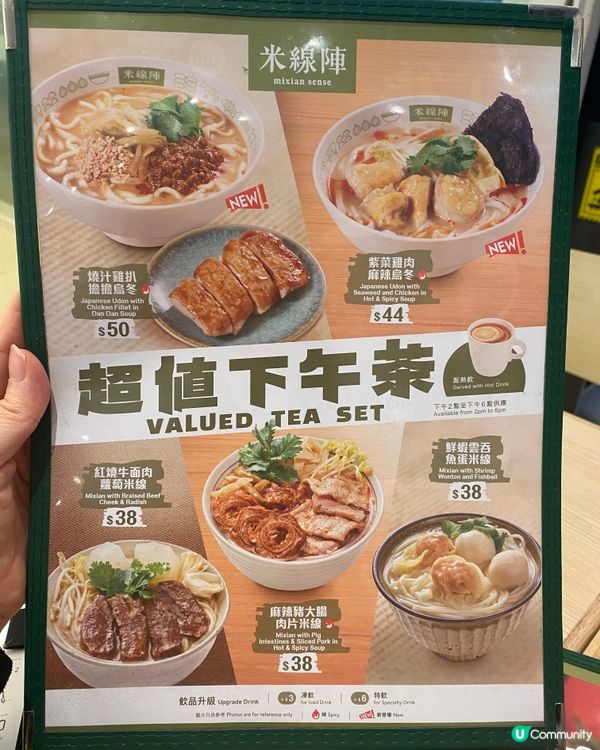 米線陣
mixian sense
米線陣
米線陣
NEW!
NEW!
燒汁雞扒
擔擔烏冬
Japanese Udon with
Chicken Fillet in
Dan Dan Soup
$50
紫菜雞肉
麻辣烏冬
Japanese Udon with
Seaweed and Chicken in
Hot & Spicy Soup
$44
超值下午茶
VALUED TEA SET
配熱飲
Served with Hot Drink
下午2點至下午6點供應
Available from 2pm to 6pm
紅燒牛面肉
蘿蔔米線
Mixian with Braised Beef
Cheek & Radish
$38
鮮蝦雲吞
魚蛋米線
Mixian with Shrimp
Wonton and Fishball
$38
麻辣豬大腸
肉片米線
Mixian with Pig
Intestines & Sliced Pork in
Hot & Spicy Soup
$38
飲品升級 Upgrade Drink
+$3 凍飲 for Iced Drink
+$6 特飲 for Specialty Drink
圖片只供參考 Photos are for reference only
辣 Spicy
NEW! 新登場 New
U Community